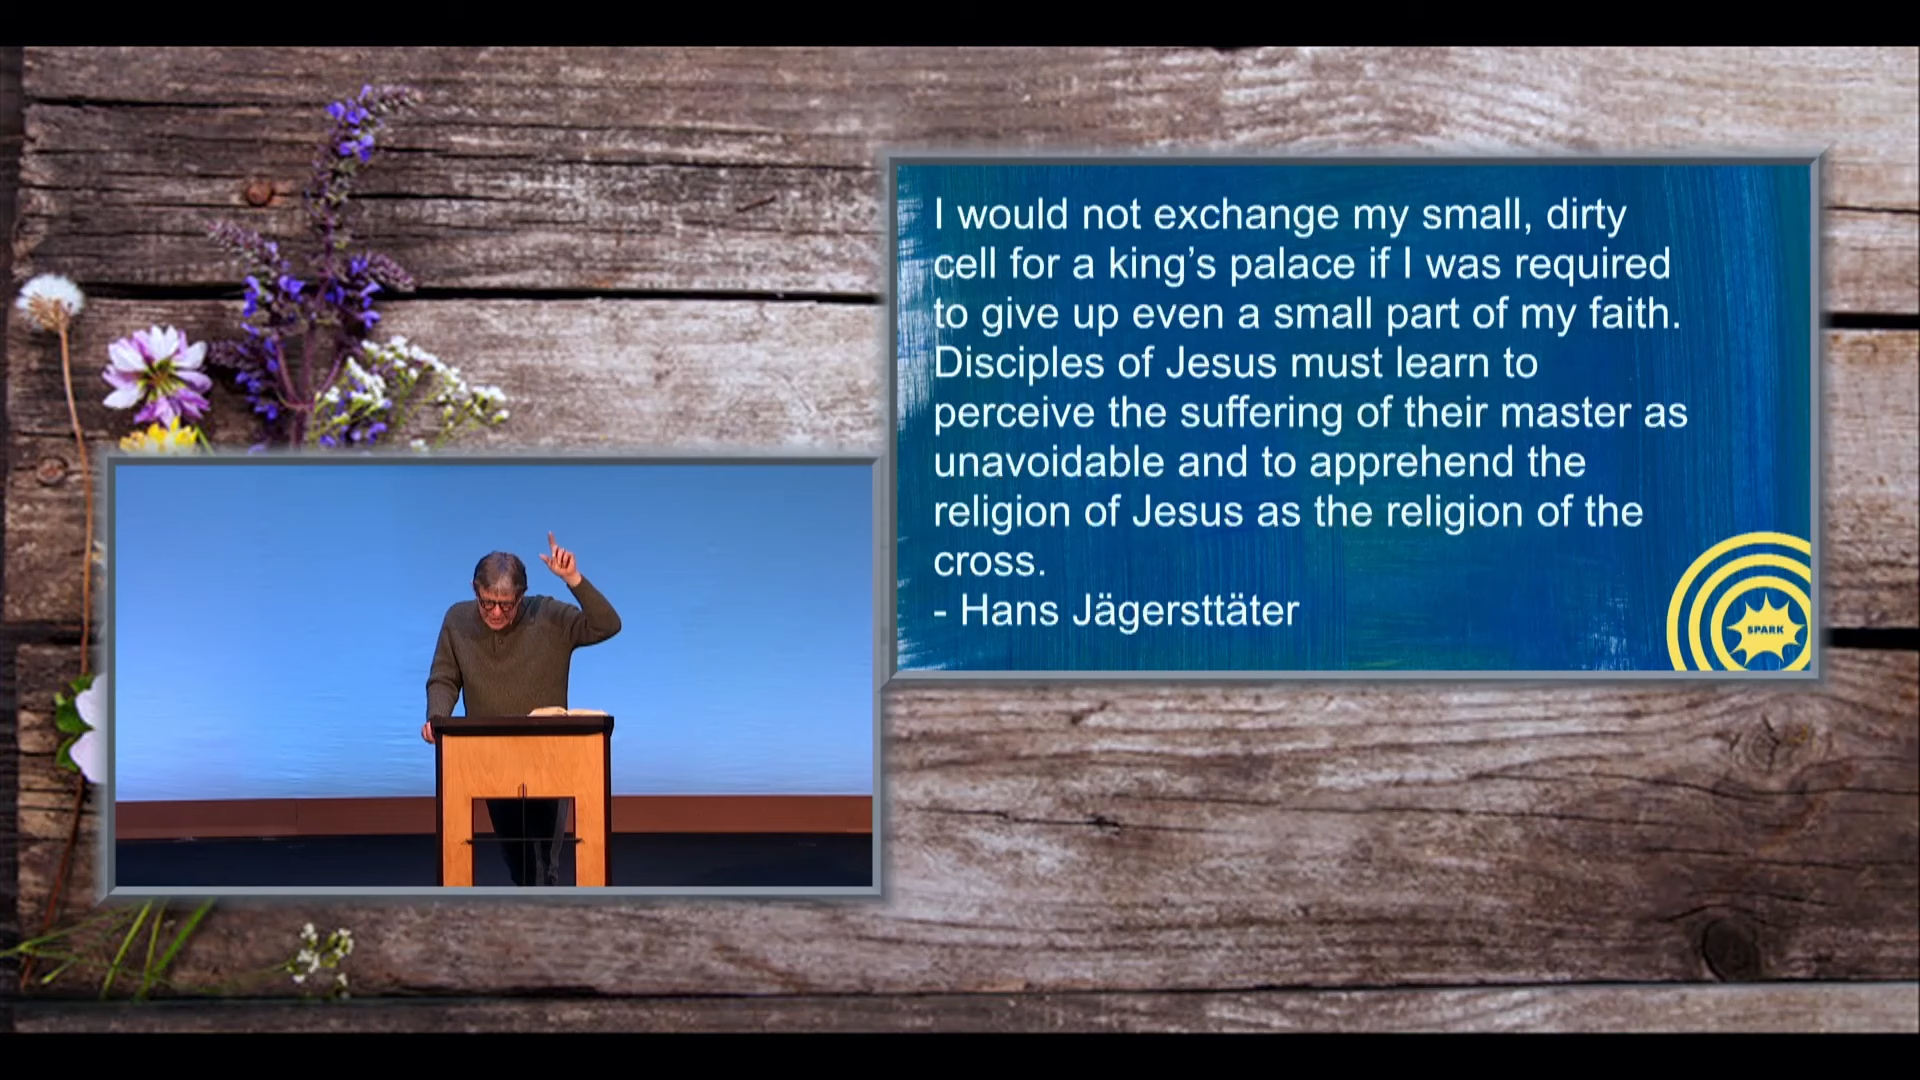 I would not exchange my small, dirty
cell for a king’s palace if I was required
to give up even a small part of my faith.
Disciples of Jesus must learn to
perceive the suffering of their master as
unavoidable and to apprehend the
religion of Jesus as the religion of the
cross.
- Hans Jägersttäter
SPARK